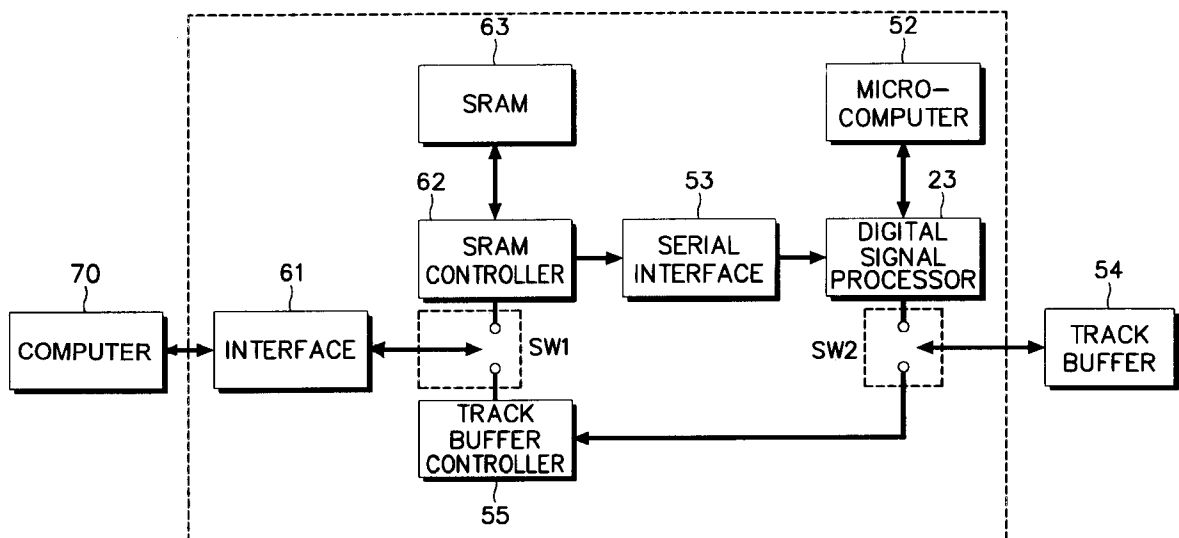 63
SRAM
52
MICRO-
COMPUTER
62
SRAM
CONTROLLER
53
SERIAL
INTERFACE
23
DIGITAL
SIGNAL
PROCESSOR
70
COMPUTER
61
INTERFACE
SW1
SW2
54
TRACK
BUFFER
TRACK
BUFFER
CONTROLLER
55